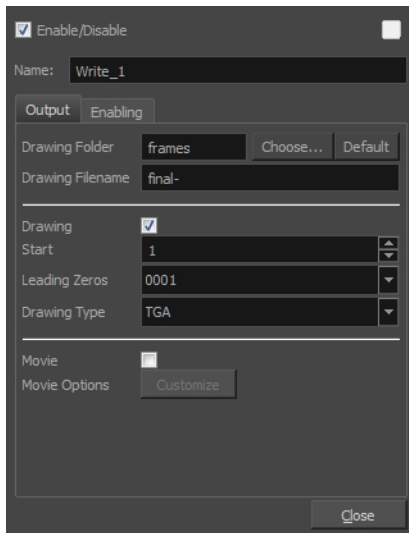 Enable/Disable
Name: Write_1
Output Enabling
Drawing Folder frames Choose... Default
Drawing Filename final-
Drawing
Start 1
Leading Zeros 0001
Drawing Type TGA
Movie
Movie Options Customize
Close